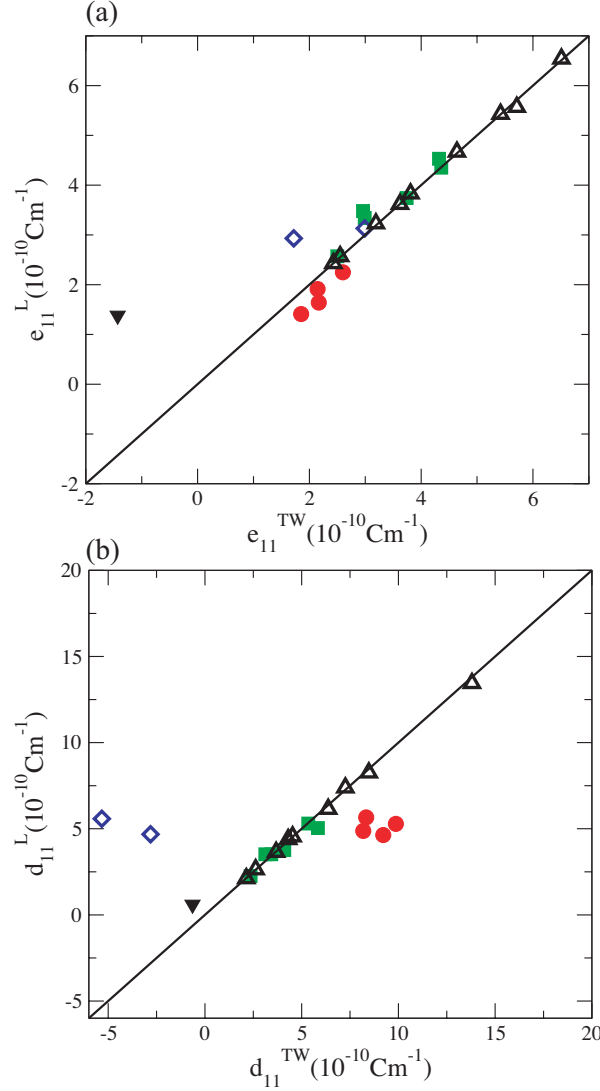 (a)
6
4
2
0
-2
-2 0 2 4 6
e₁₁ᴸ(10⁻¹⁰Cm⁻¹)
e₁₁ᵀᵂ(10⁻¹⁰Cm⁻¹)
(b)
20
15
10
5
0
-5
-5 0 5 10 15 20
d₁₁ᴸ(10⁻¹⁰Cm⁻¹)
d₁₁ᵀᵂ(10⁻¹⁰Cm⁻¹)